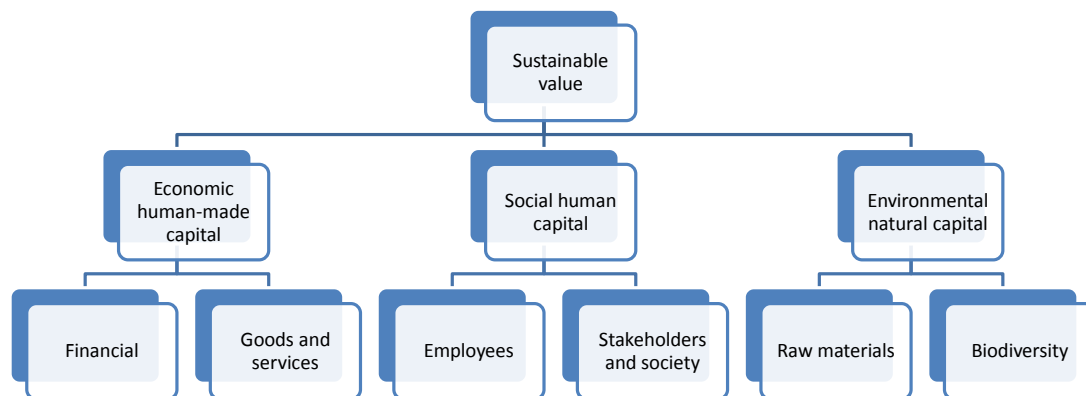 Sustainable
value
Economic
human-made
capital
Social human
capital
Environmental
natural capital
Financial
Goods and
services
Employees
Stakeholders
and society
Raw materials
Biodiversity